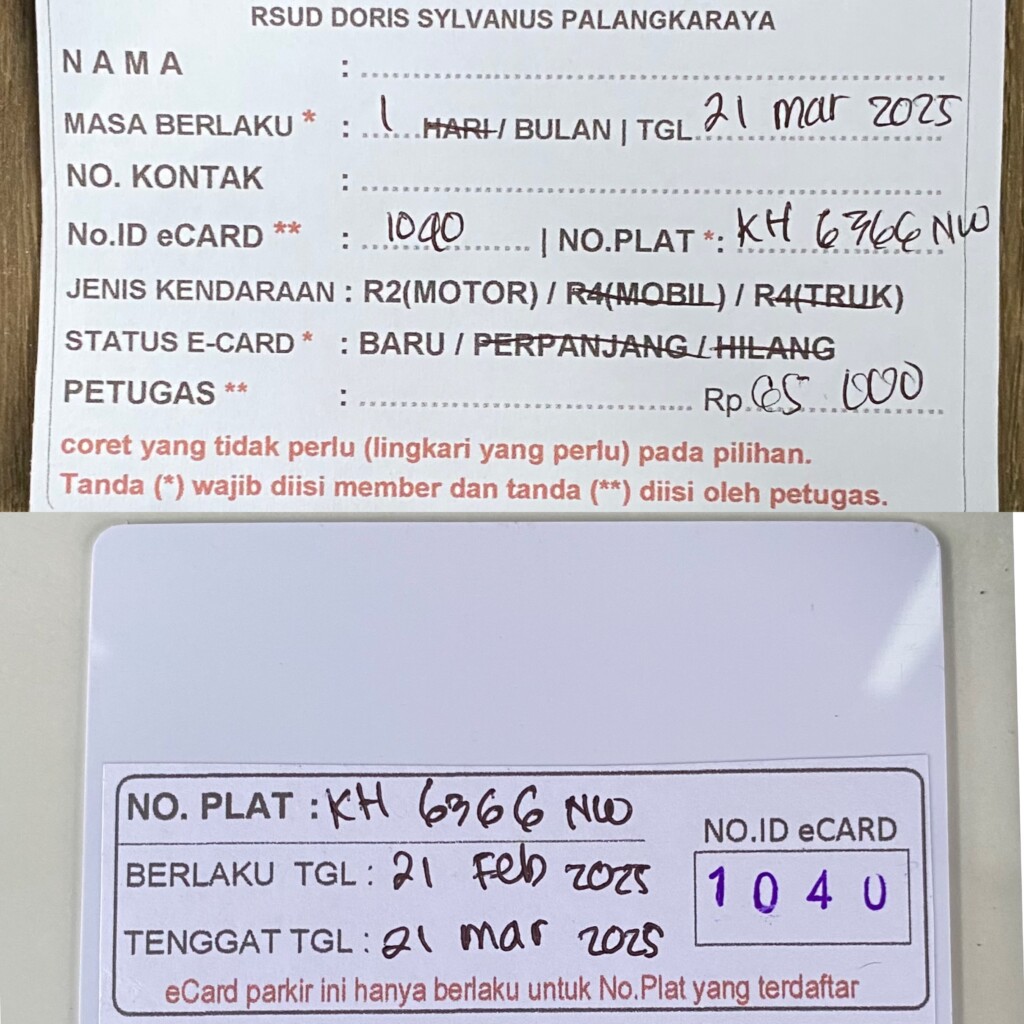 RSUD DORIS SYLVANUS PALANGKARAYA
NAMA :
MASA BERLAKU * : 1 HARI / BULAN | TGL 21 mar 2025
NO. KONTAK :
No.ID eCARD ** : 1040 | NO.PLAT *: KH 6366 NW
JENIS KENDARAAN : R2(MOTOR) / R4(MOBIL) / R4(TRUK)
STATUS E-CARD * : BARU / PERPANJANG / HILANG
PETUGAS ** : Rp 65 000
coret yang tidak perlu (lingkari yang perlu) pada pilihan.
Tanda (*) wajib diisi member dan tanda (**) diisi oleh petugas.
NO. PLAT : KH 6366 NW
NO.ID eCARD
BERLAKU TGL : 21 Feb 2025
1040
TENGGAT TGL : 21 mar 2025
eCard parkir ini hanya berlaku untuk No.Plat yang terdaftar